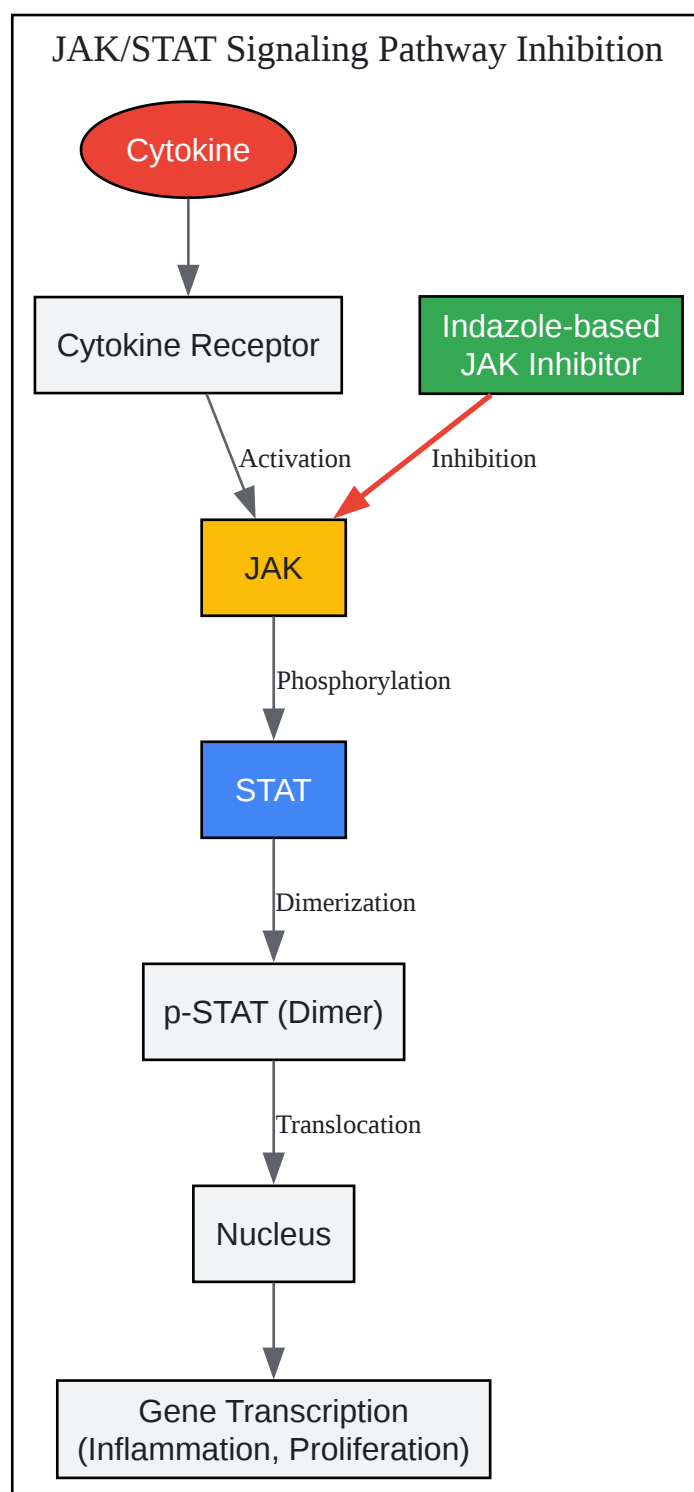 JAK/STAT Signaling Pathway Inhibition
Cytokine
Cytokine Receptor
Indazole-based
JAK Inhibitor
Activation
Inhibition
JAK
Phosphorylation
STAT
Dimerization
p-STAT (Dimer)
Translocation
Nucleus
Gene Transcription
(Inflammation, Proliferation)